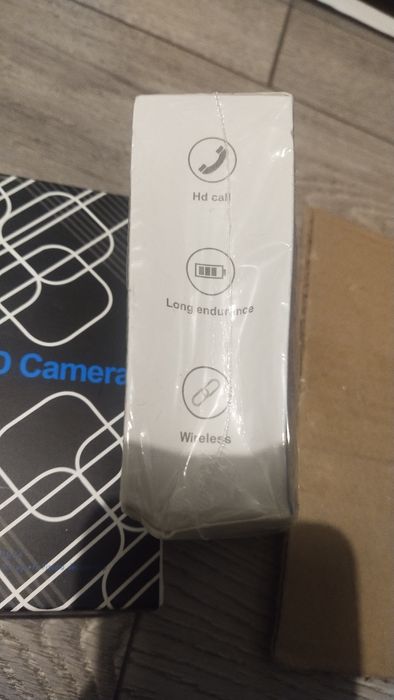 Hd call
Long endurance
D Camera
Wireless